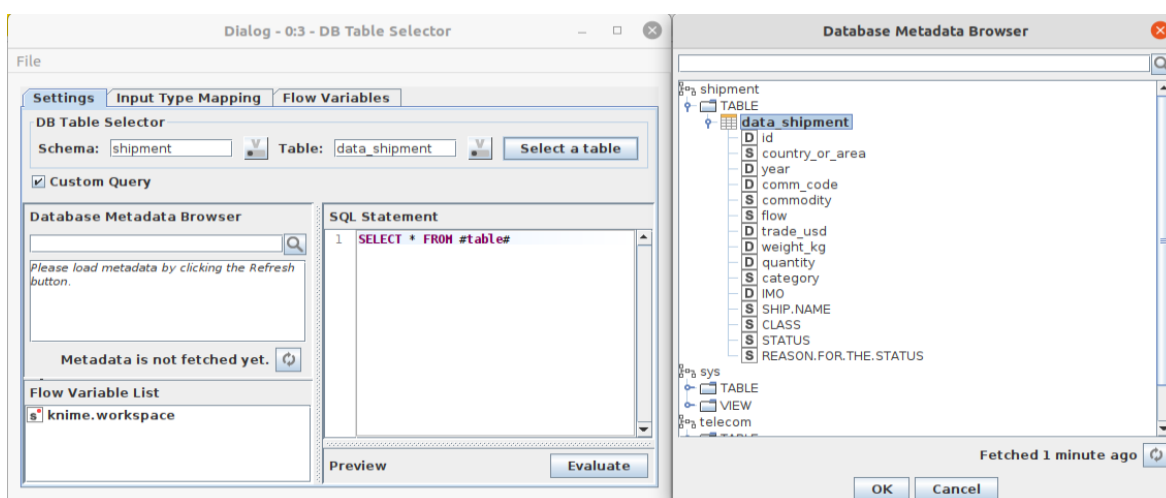 Dialog - 0:3 - DB Table Selector
File
Settings
Input Type Mapping
Flow Variables
DB Table Selector
Schema: shipment
V
Table: data_shipment
V
Select a table
Custom Query
Database Metadata Browser
Please load metadata by clicking the Refresh
button.
Metadata is not fetched yet.
Flow Variable List
s knime.workspace
SQL Statement
1 SELECT * FROM #table#
Preview
Evaluate
Database Metadata Browser
shipment
TABLE
data_shipment
D id
S country_or_area
D year
D comm_code
S commodity
S flow
D trade_usd
D weight_kg
D quantity
S category
D IMO
S SHIP.NAME
S CLASS
S STATUS
S REASON.FOR.THE.STATUS
sys
TABLE
VIEW
telecom
TABLE
Fetched 1 minute ago
OK
Cancel